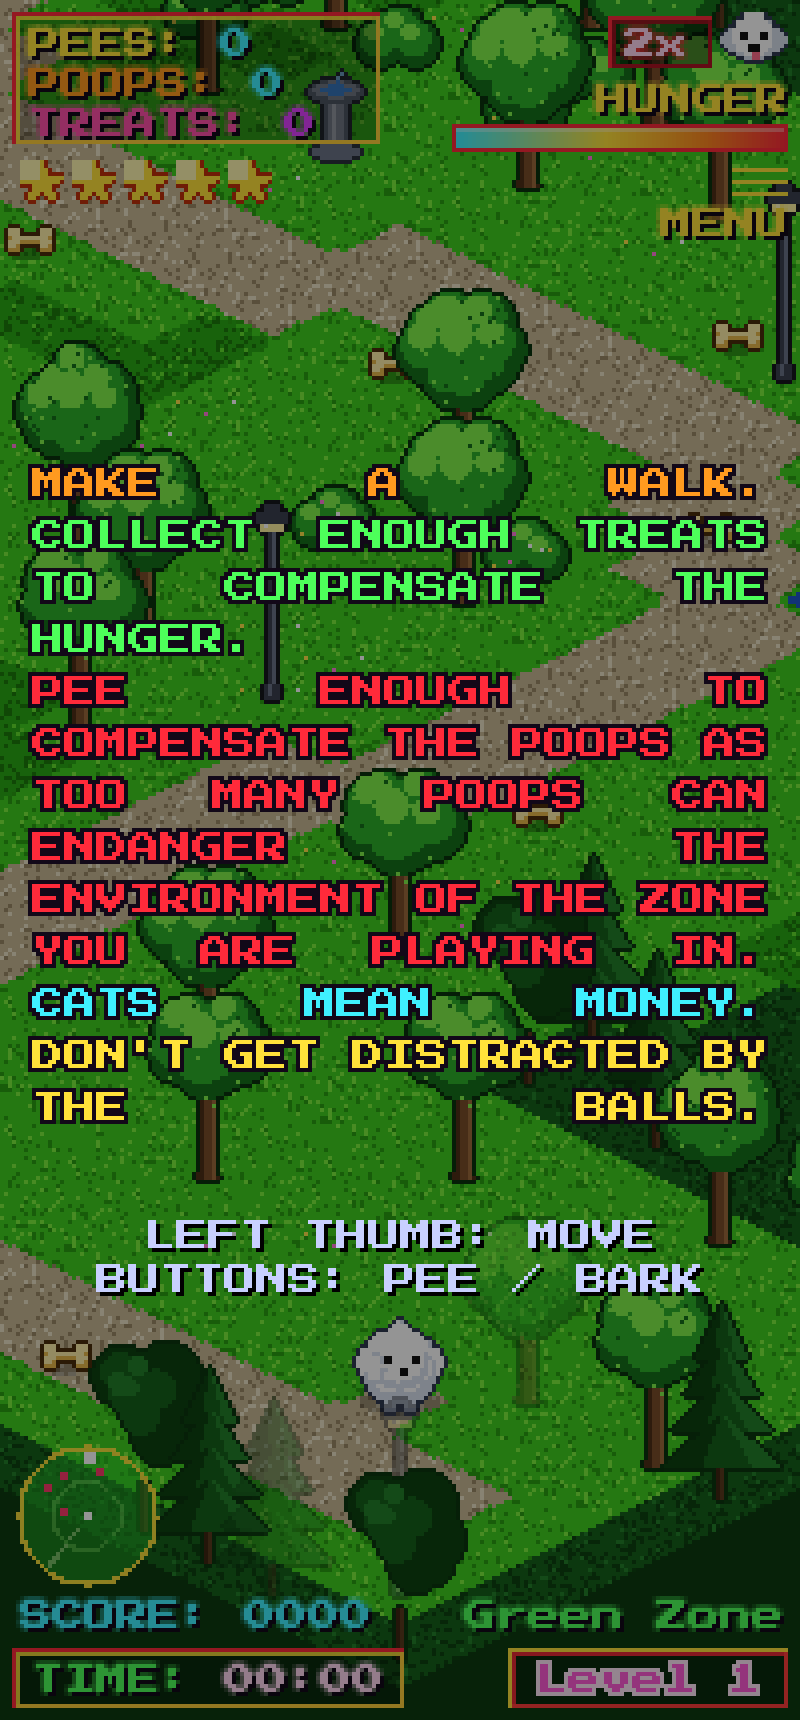 PEES: 0
POOPS: 0
TREATS: 0
2x
HUNGER
MENU
MAKE A WALK.
COLLECT ENOUGH TREATS
TO COMPENSATE THE
HUNGER.
PEE ENOUGH TO
COMPENSATE THE POOPS AS
TOO MANY POOPS CAN
ENDANGER THE
ENVIRONMENT OF THE ZONE
YOU ARE PLAYING IN.
CATS MEAN MONEY.
DON'T GET DISTRACTED BY
THE BALLS.
LEFT THUMB: MOVE
BUTTONS: PEE / BARK
SCORE: 0000
Green Zone
TIME: 00:00
Level 1